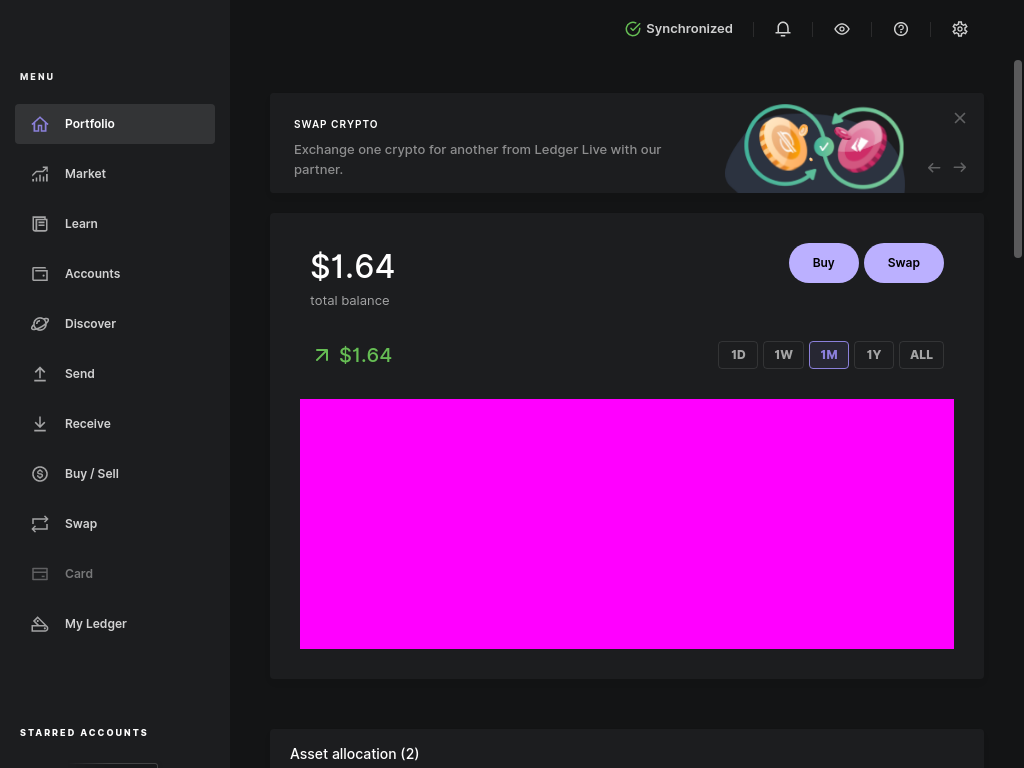 Synchronized
MENU
Portfolio
Market
Learn
Accounts
Discover
Send
Receive
Buy / Sell
Swap
Card
My Ledger
STARRED ACCOUNTS
SWAP CRYPTO
Exchange one crypto for another from Ledger Live with our
partner.
$1.64
total balance
Buy
Swap
$1.64
1D
1W
1M
1Y
ALL
Asset allocation (2)